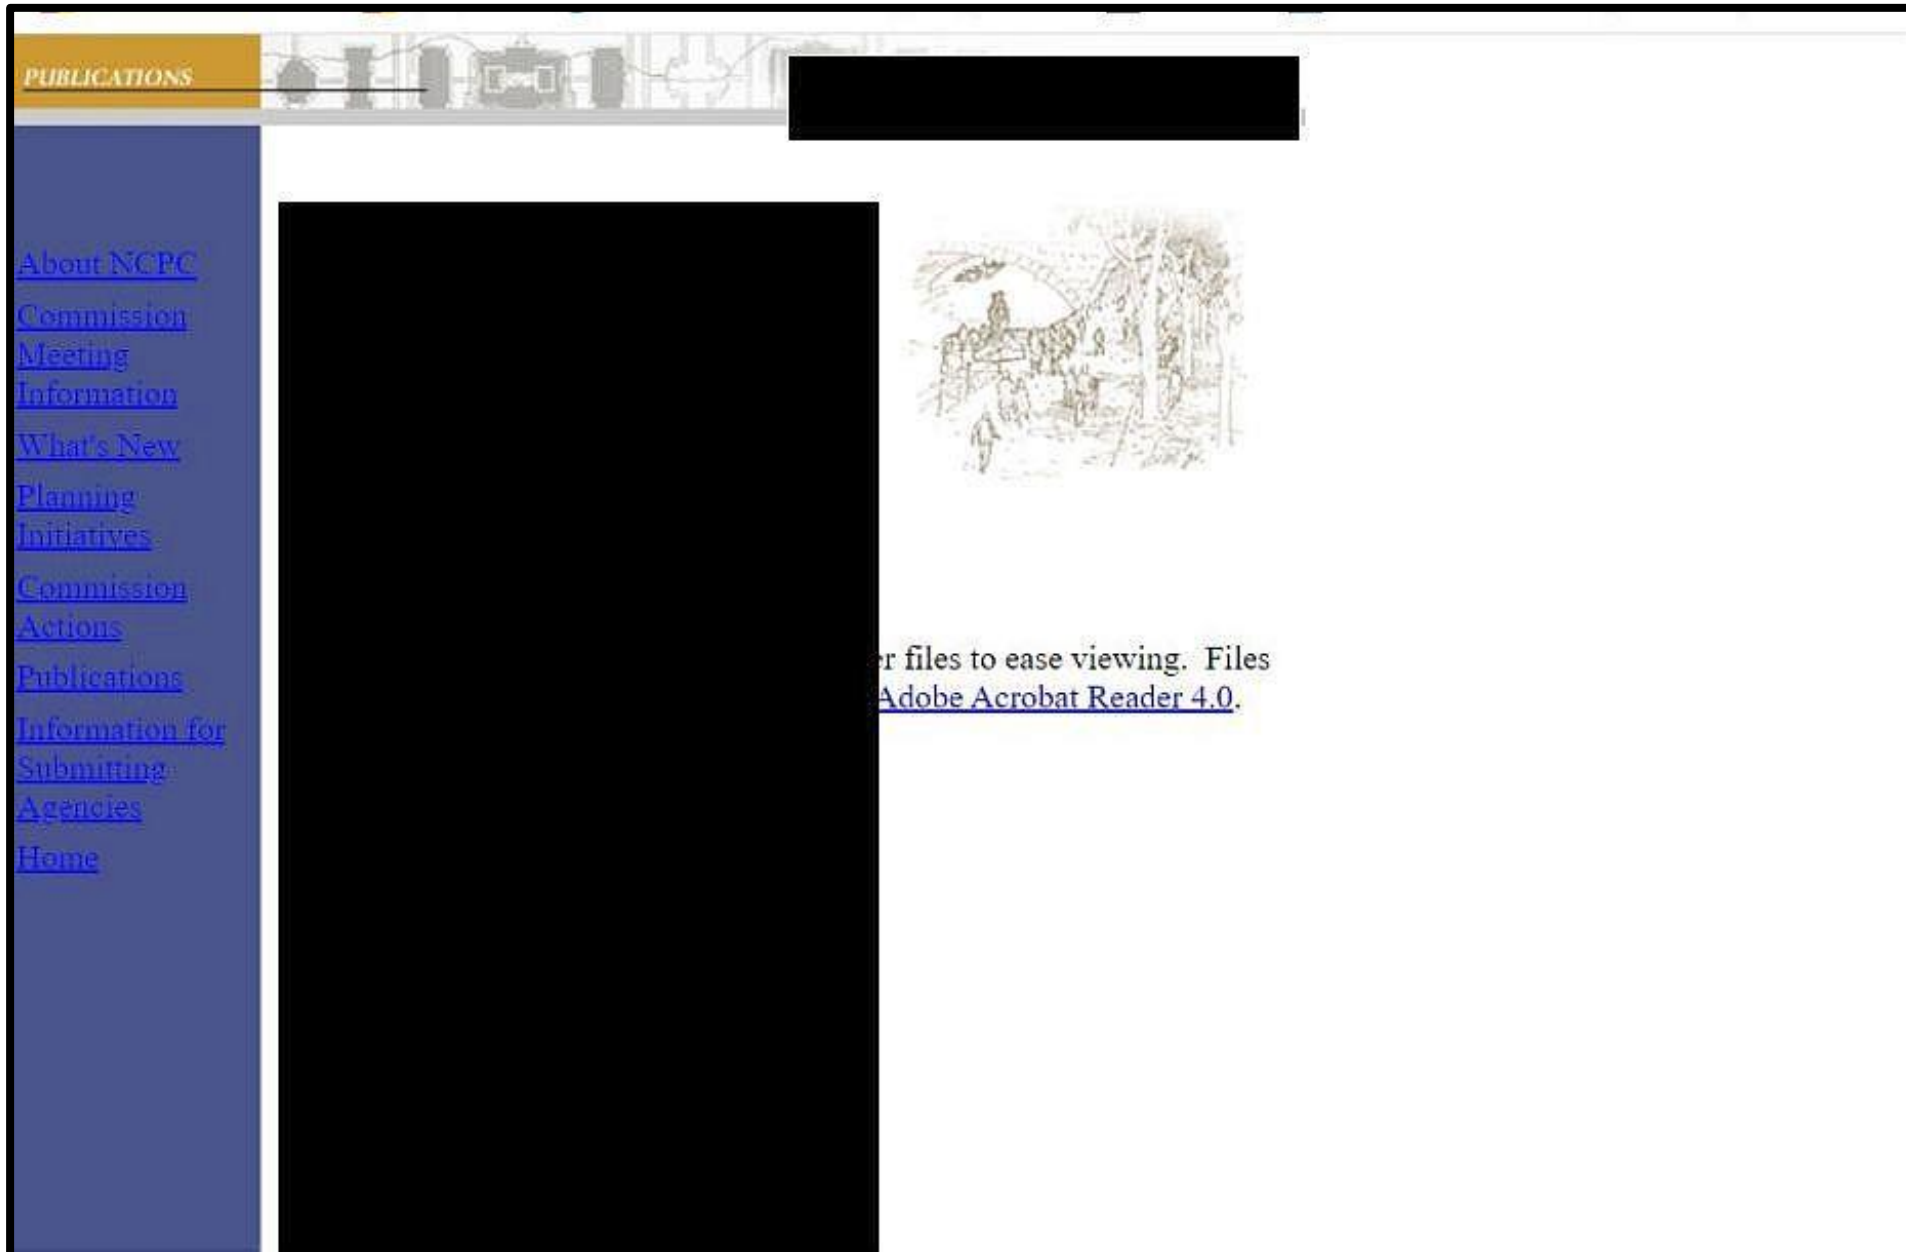 PUBLICATIONS
About NCPC
Commission
Meeting
Information
What's New
Planning
Initiatives
Commission
Actions
Publications
Information for
Submitting
Agencies
Home
files to ease viewing. Files
Adobe Acrobat Reader 4.0.